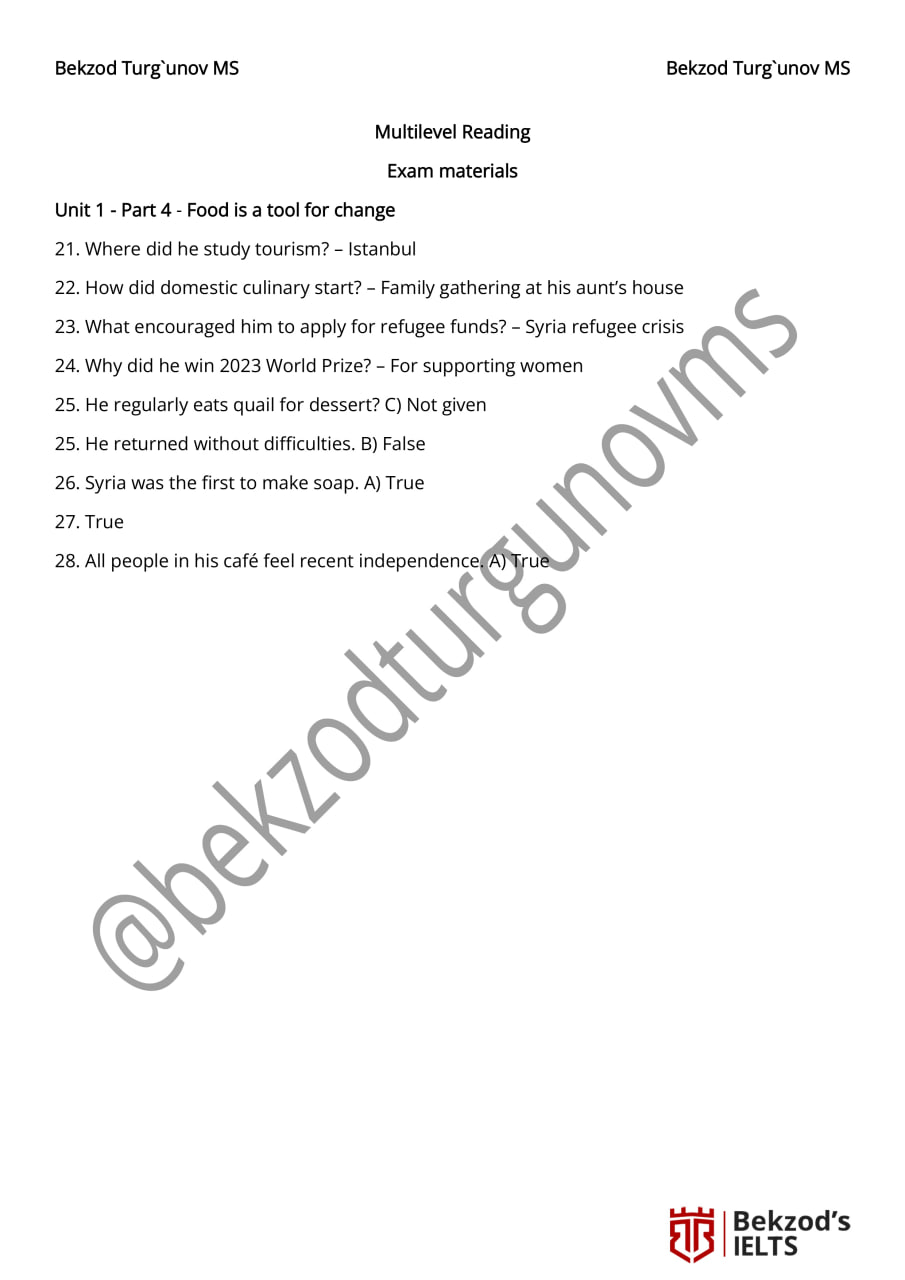 Bekzod Turg`unov MS Bekzod Turg`unov MS
Multilevel Reading
Exam materials
Unit 1 - Part 4 - Food is a tool for change
21. Where did he study tourism? – Istanbul
22. How did domestic culinary start? – Family gathering at his aunt’s house
23. What encouraged him to apply for refugee funds? – Syria refugee crisis
24. Why did he win 2023 World Prize? – For supporting women
25. He regularly eats quail for dessert? C) Not given
25. He returned without difficulties. B) False
26. Syria was the first to make soap. A) True
27. True
28. All people in his café feel recent independence. A) True
@bekzodturgunovms
Bekzod’s
IELTS